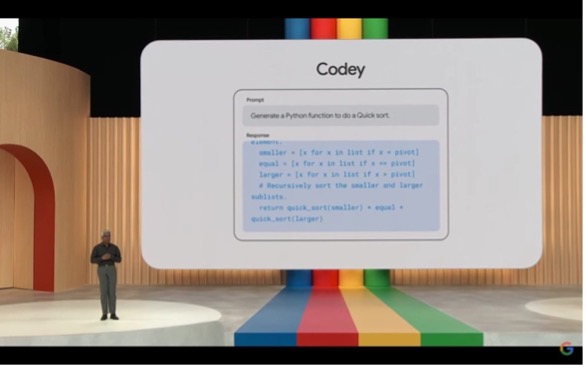 Codey
Prompt
Generate a Python function to do a Quick sort.
Response
element.
smaller = [x for x in list if x < pivot]
equal = [x for x in list if x == pivot]
larger = [x for x in list if x > pivot]
# Recursively sort the smaller and larger
sublists.
return quick_sort(smaller) + equal +
quick_sort(larger)
G